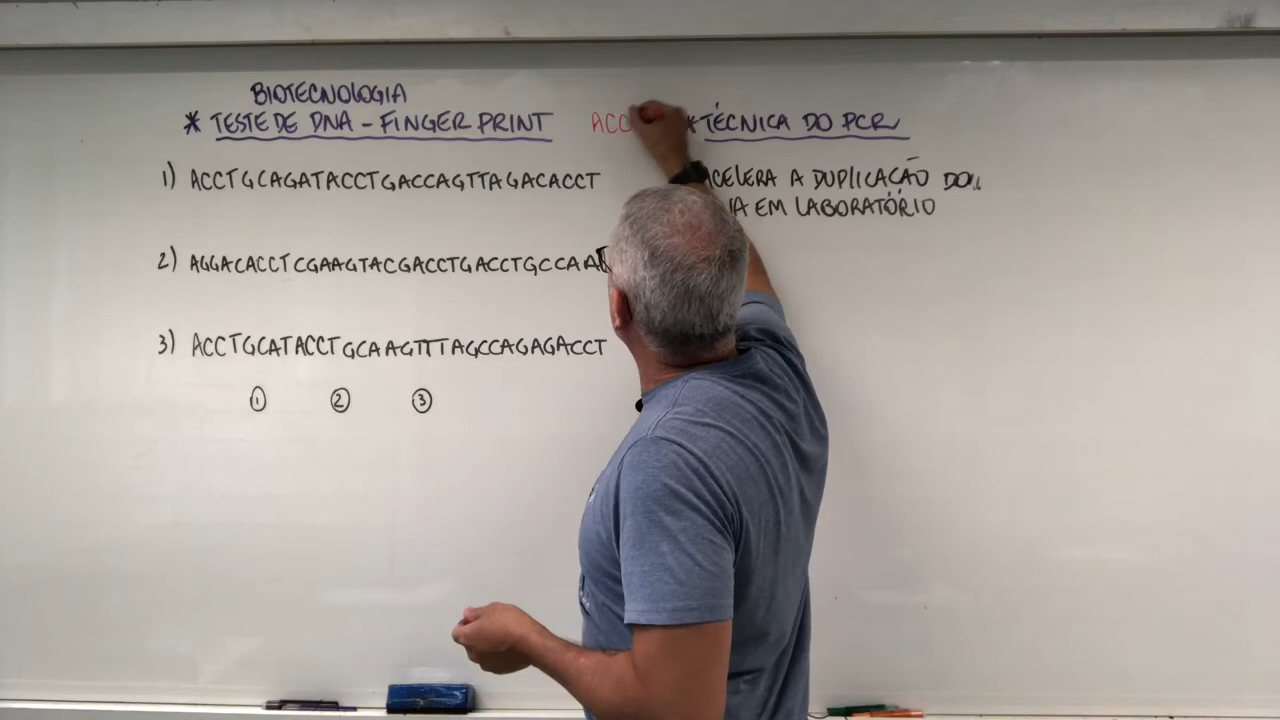 BIOTECNOLOGIA
* TESTE DE DNA - FINGER PRINT
1) ACCTGCAGATACCTGACCAGTTAGACACCT
2) AGGACACCTCGAAGTACGACCTGACCTGCCAA
3) ACCTGCATACCTGCAAGTTTAGCCAGAGACCT
① ② ③
ACC
* TÉCNICA DO PCR
ACELERA A DUPLICAÇÃO DO
EM LABORATÓRIO